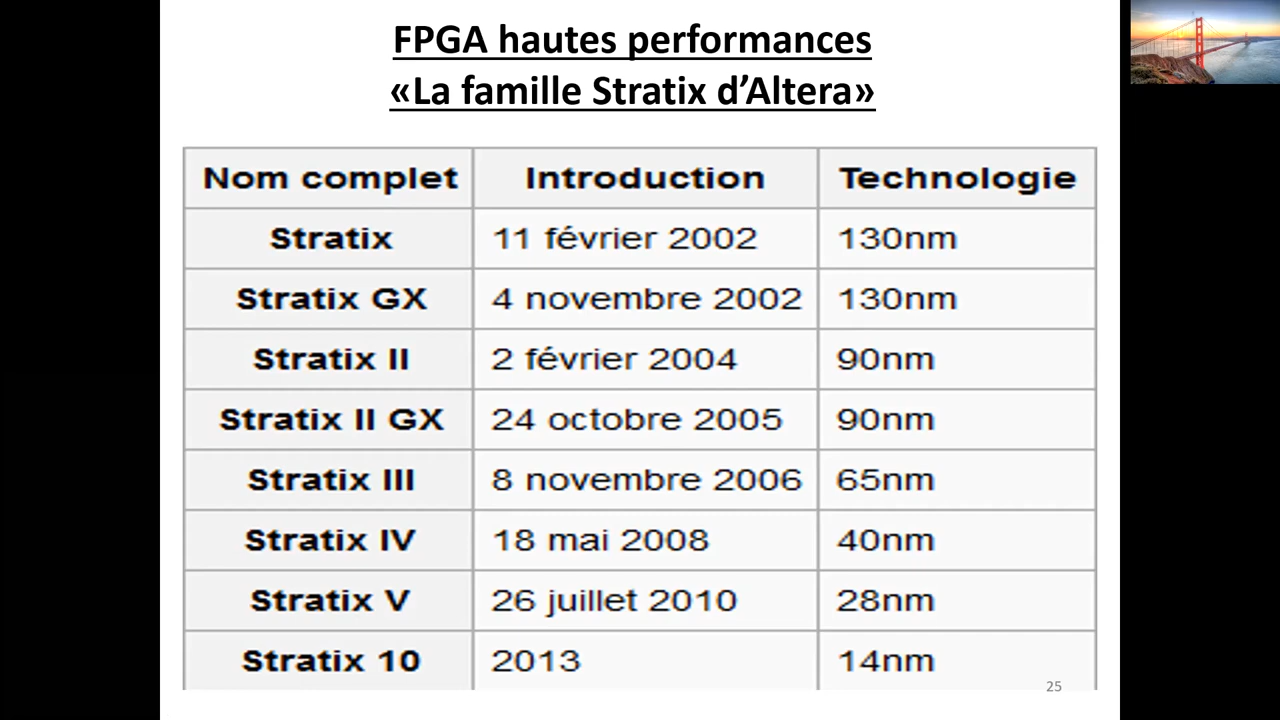 FPGA hautes performances
«La famille Stratix d’Altera»
Nom complet Introduction Technologie
Stratix 11 février 2002 130nm
Stratix GX 4 novembre 2002 130nm
Stratix II 2 février 2004 90nm
Stratix II GX 24 octobre 2005 90nm
Stratix III 8 novembre 2006 65nm
Stratix IV 18 mai 2008 40nm
Stratix V 26 juillet 2010 28nm
Stratix 10 2013 14nm
25